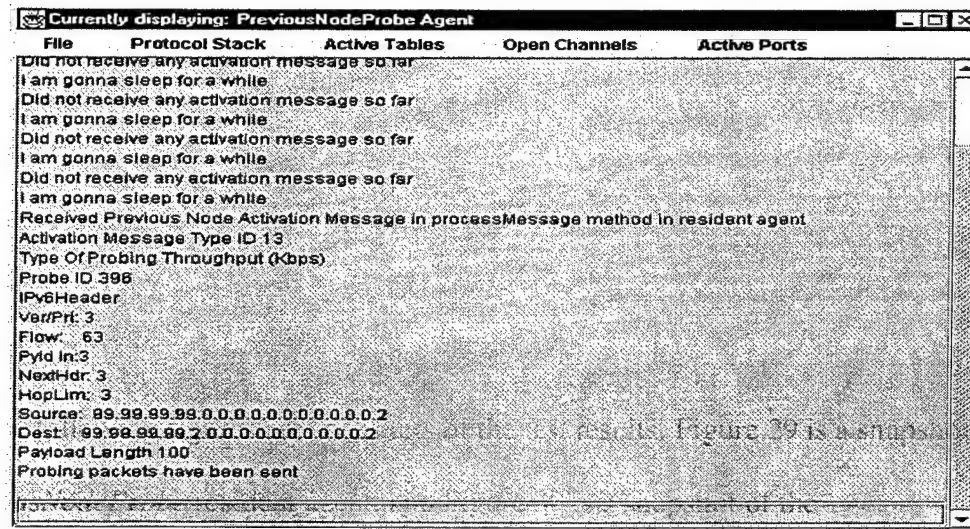 Currently displaying: PreviousNodeProbe Agent
File Protocol Stack Active Tables Open Channels Active Ports
Did not receive any activation message so far
I am gonna sleep for a while
Did not receive any activation message so far
I am gonna sleep for a while
Did not receive any activation message so far
I am gonna sleep for a while
Did not receive any activation message so far
I am gonna sleep for a while
Received Previous Node Activation Message in processMessage method in resident agent
Activation Message Type ID 13
Type Of Probing Throughput (Kbps)
Probe ID 396
IPv6Header
Ver/Pri: 3
Flow: 63
Pyld ln:3
NextHdr: 3
HopLim: 3
Source: 99.99.99.99.0.0.0.0.0.0.0.0.0.0.0.2
Dest: 99.99.99.99.2.0.0.0.0.0.0.0.0.0.0.2
Payload Length 100
results. Figure 39 is a snapshot
Probing packets have been sent
of the